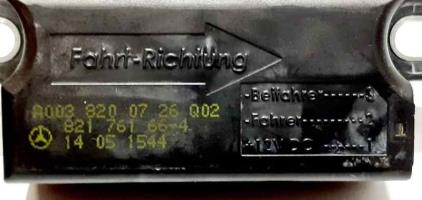 Fahrt-Richtung
A003 820 07 26 Q02
821 761 66-4
14 05 1544
-Beifahrer------3
-Fahrer------2
+12V DC -----1